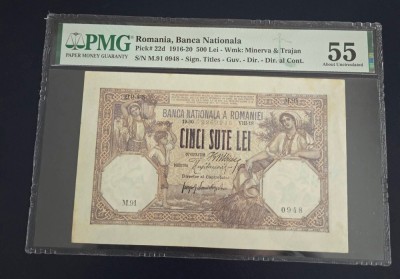 PMG
PAPER MONEY GUARANTY
Romania, Banca Nationala
Pick# 22d 1916-20 500 Lei - Wmk: Minerva & Trajan
S/N M.91 0948 - Sign. Titles - Guv. - Dir. - Dir. al Cont.
55
About Uncirculated
M.91
BANCA NATIONALA A ROMANIEI
CINCI SUTE LEI
M.91
0948